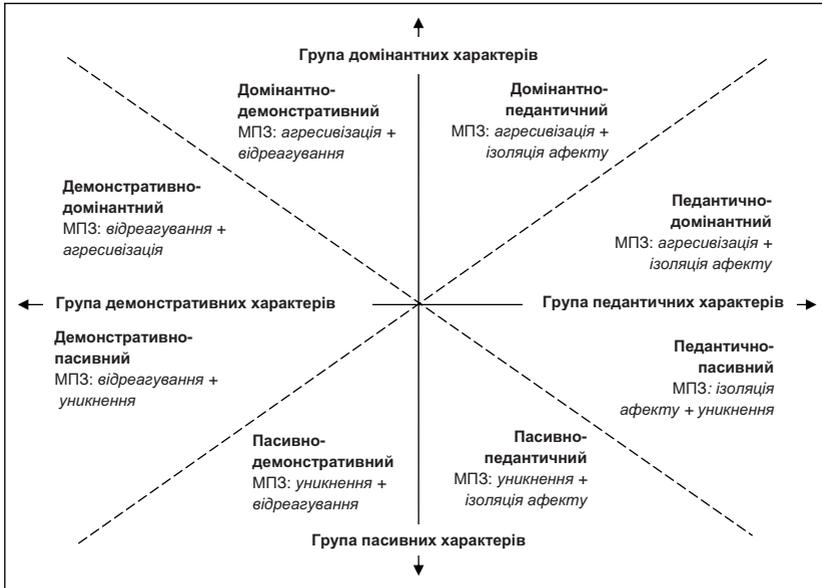 Група домінантних характерів
Домінантно-
демонстративний
МПЗ: агресивізація +
відреагування
Домінантно-
педантичний
МПЗ: агресивізація +
ізоляція афекту
Демонстративно-
домінантний
МПЗ: відреагування +
агресивізація
Педантично-
домінантний
МПЗ: агресивізація +
ізоляція афекту
Група демонстративних характерів
Група педантичних характерів
Демонстративно-
пасивний
МПЗ: відреагування +
уникнення
Педантично-
пасивний
МПЗ: ізоляція
афекту + уникнення
Пасивно-
демонстративний
МПЗ: уникнення +
відреагування
Пасивно-
педантичний
МПЗ: уникнення +
ізоляція афекту
Група пасивних характерів